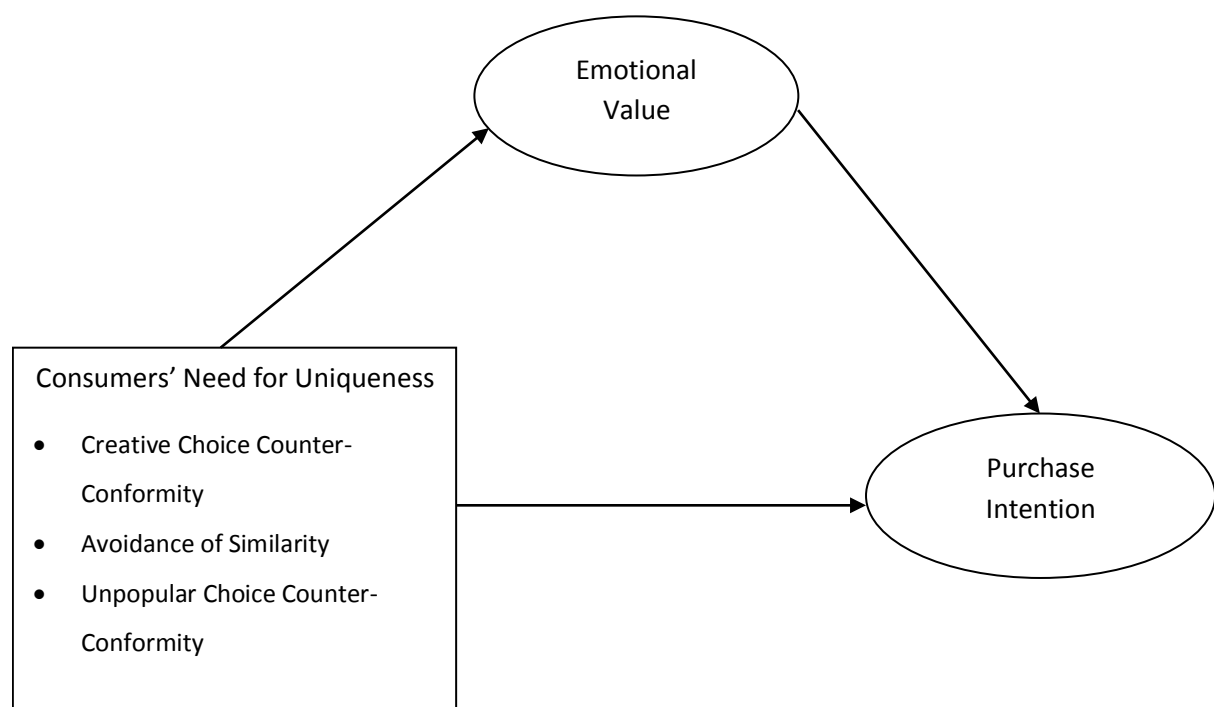 Emotional
Value
Consumers’ Need for Uniqueness
• Creative Choice Counter-
Conformity
• Avoidance of Similarity
• Unpopular Choice Counter-
Conformity
Purchase
Intention